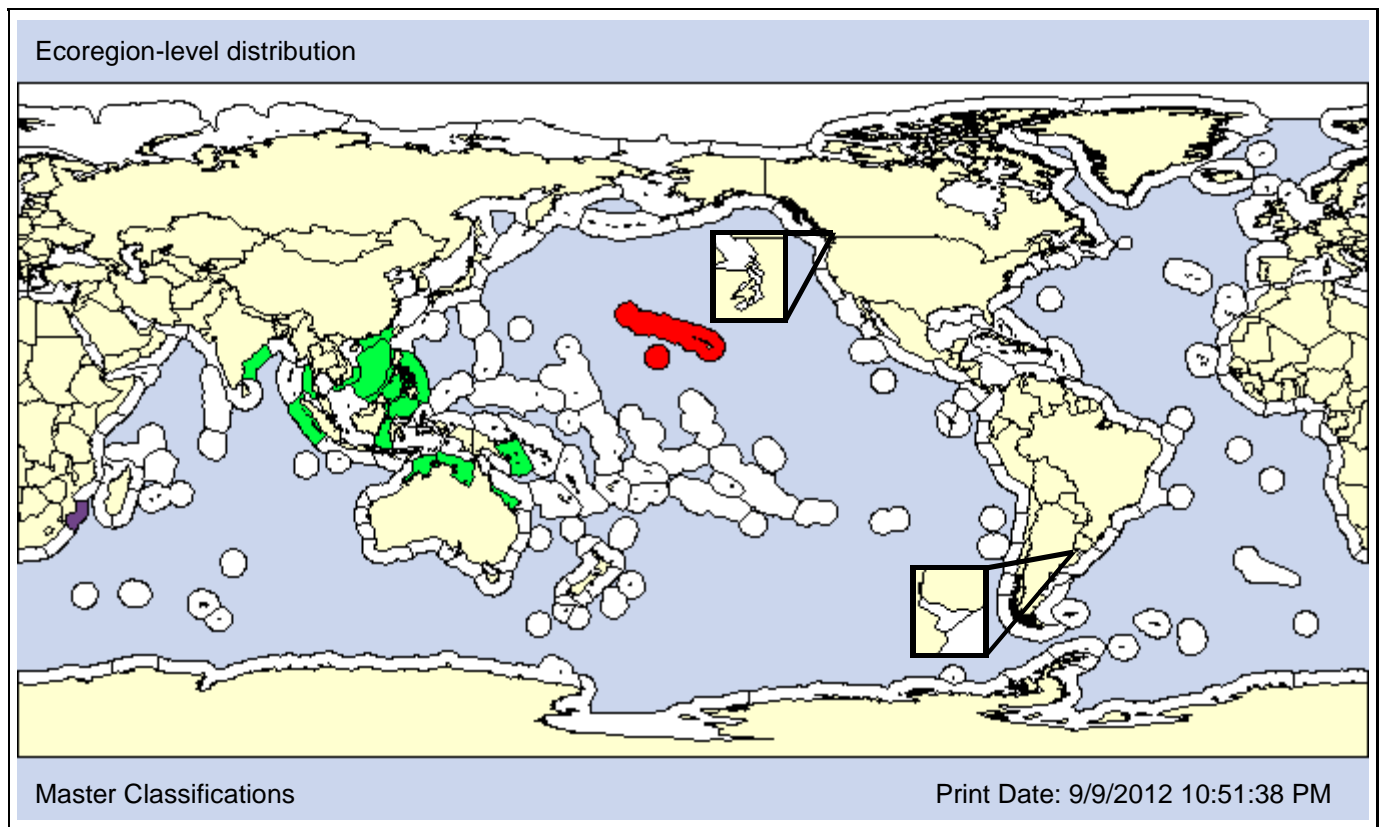 Ecoregion-level distribution
Master Classifications
Print Date: 9/9/2012 10:51:38 PM